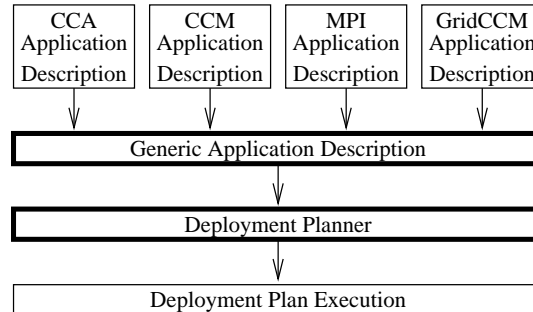 CCA
Application
Description
CCM
Application
Description
MPI
Application
Description
GridCCM
Application
Description
Generic Application Description
Deployment Planner
Deployment Plan Execution